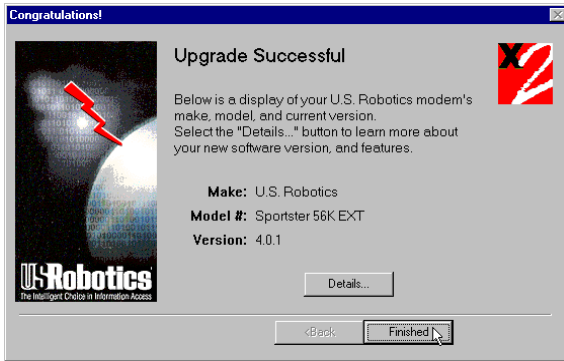 Congratulations!
Upgrade Successful
X2
Below is a display of your U.S. Robotics modem's
make, model, and current version.
Select the "Details..." button to learn more about
your new software version, and features.
Make: U.S. Robotics
Model #: Sportster 56K EXT
Version: 4.0.1
USRobotics
The Intelligent Choice in Information Access
Details...
<Back
Finished